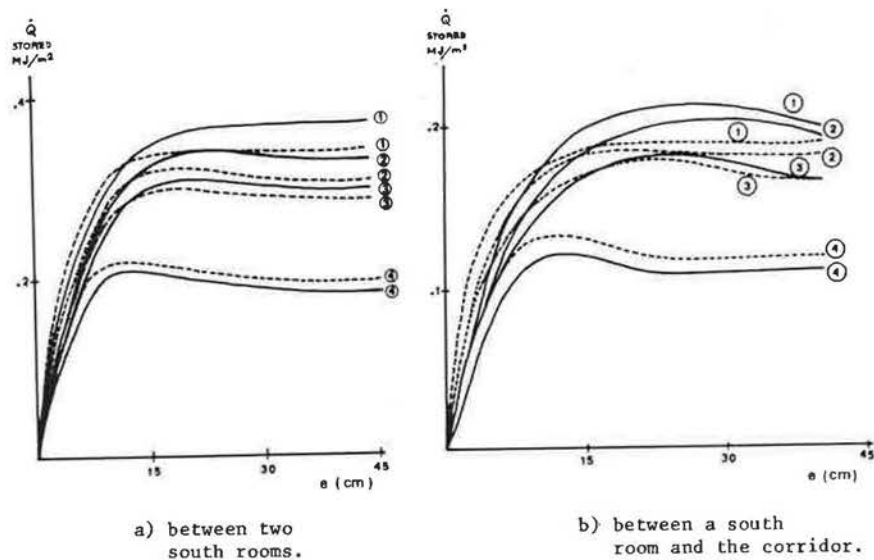 Q̇
STORED
MJ/m²
.4
.2
①
①
②
②
③
③
④
④
15
30
45
e (cm)
a) between two
south rooms.
Q̇
STORED
MJ/m²
.2
.1
①
①
②
②
③
③
④
④
15
30
45
e (cm)
b) between a south
room and the corridor.